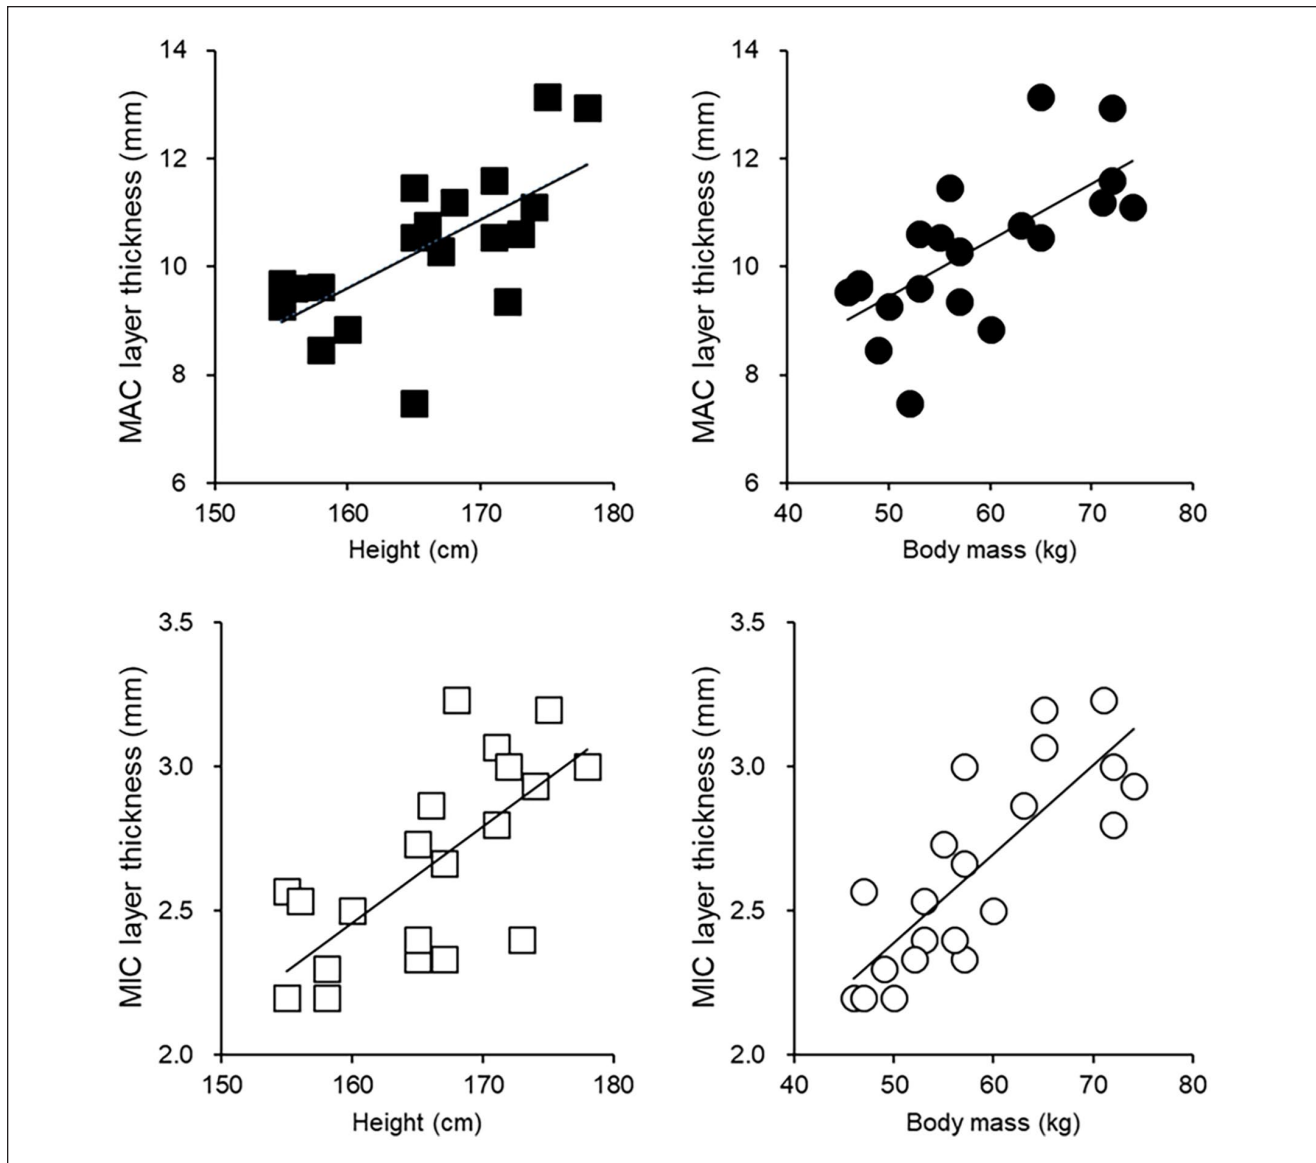 MAC layer thickness (mm)
14
12
10
8
6
150 160 170 180
Height (cm)
MAC layer thickness (mm)
14
12
10
8
6
40 50 60 70 80
Body mass (kg)
MIC layer thickness (mm)
3.5
3.0
2.5
2.0
150 160 170 180
Height (cm)
MIC layer thickness (mm)
3.5
3.0
2.5
2.0
40 50 60 70 80
Body mass (kg)